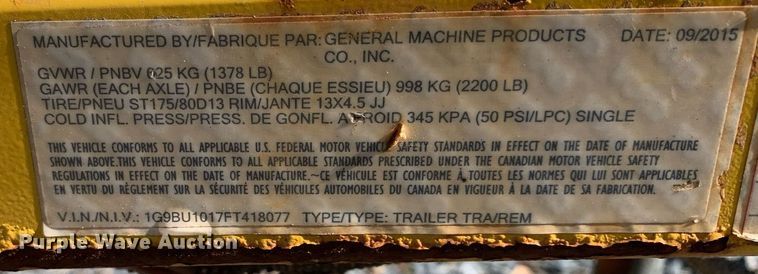 MANUFACTURED BY/FABRIQUE PAR: GENERAL MACHINE PRODUCTS DATE: 09/2015
CO., INC.
GVWR / PNBV 625 KG (1378 LB)
GAWR (EACH AXLE) / PNBE (CHAQUE ESSIEU) 998 KG (2200 LB)
TIRE/PNEU ST175/80D13 RIM/JANTE 13X4.5 JJ
COLD INFL. PRESS/PRESS. DE GONFL. A FROID 345 KPA (50 PSI/LPC) SINGLE
THIS VEHICLE CONFORMS TO ALL APPLICABLE U.S. FEDERAL MOTOR VEHICLE SAFETY STANDARDS IN EFFECT ON THE DATE OF MANUFACTURE
SHOWN ABOVE. THIS VEHICLE CONFORMS TO ALL APPLICABLE STANDARDS PRESCRIBED UNDER THE CANADIAN MOTOR VEHICLE SAFETY
REGULATIONS IN EFFECT ON THE DATE OF MANUFACTURE.~CE VÉHICULE EST CONFORME À TOUTES LES NORMES QUI LUI SONT APPLICABLES
EN VERTU DU RÈGLEMENT SUR LA SÉCURITÉ DES VÉHICULES AUTOMOBILES DU CANADA EN VIGUEUR À LA DATE DE SA FABRICATION.
V.I.N./N.I.V.: 1G9BU1017FT418077 TYPE/TYPE: TRAILER TRA/REM
Purple Wave Auction